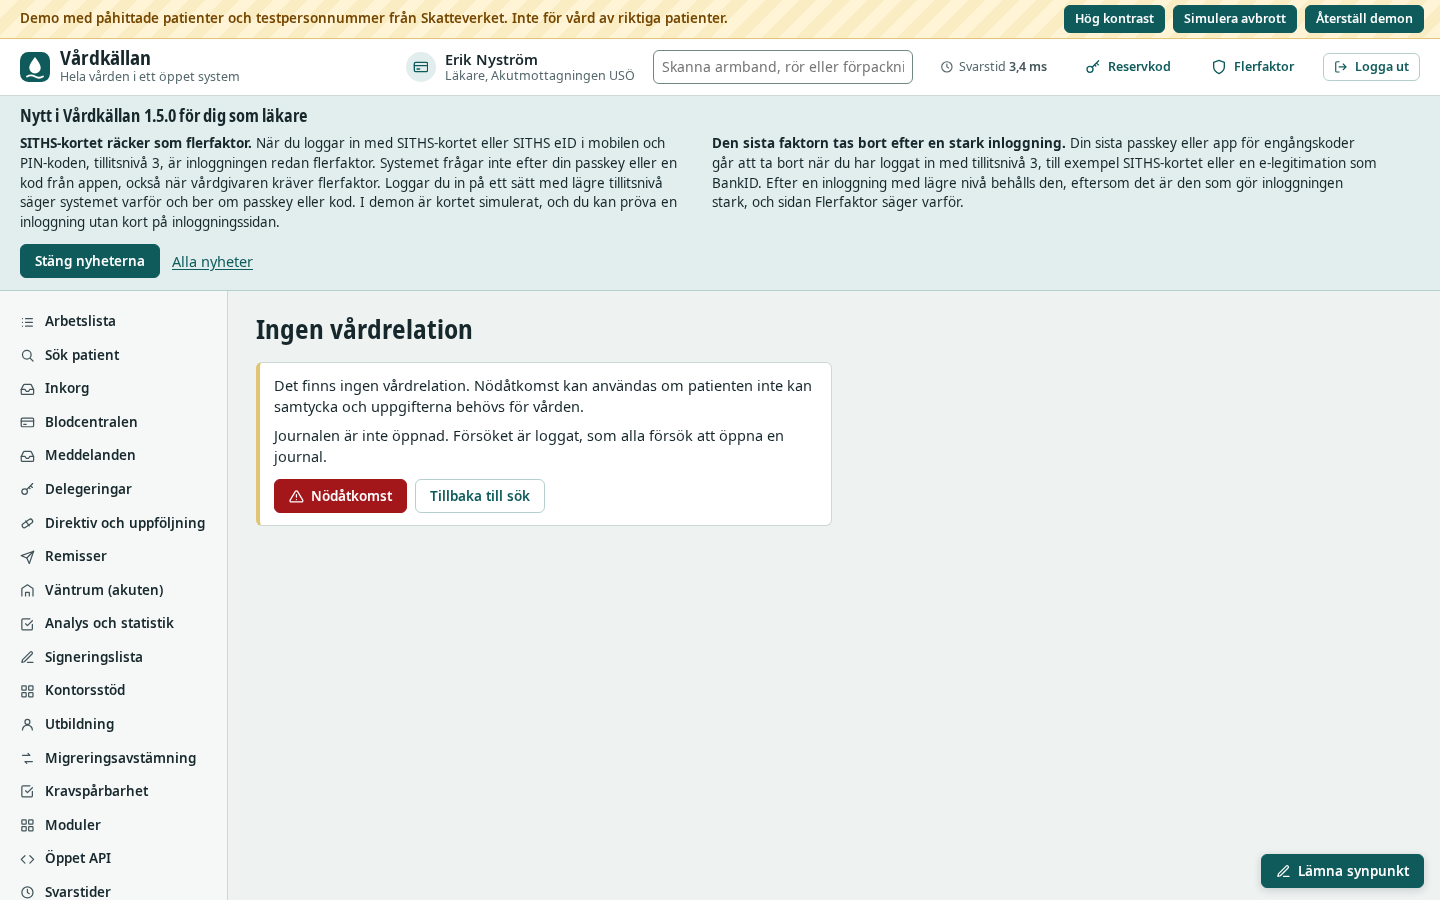 Demo med påhittade patienter och testpersonnummer från Skatteverket. Inte för vård av riktiga patienter.
Hög kontrast
Simulera avbrott
Återställ demon
Vårdkällan
Hela vården i ett öppet system
Erik Nyström
Läkare, Akutmottagningen USÖ
Skanna armband, rör eller förpackni
Svarstid 3,4 ms
Reservkod
Flerfaktor
Logga ut
Nytt i Vårdkällan 1.5.0 för dig som läkare
SITHS-kortet räcker som flerfaktor. När du loggar in med SITHS-kortet eller SITHS eID i mobilen och
PIN-koden, tillitsnivå 3, är inloggningen redan flerfaktor. Systemet frågar inte efter din passkey eller en
kod från appen, också när vårdgivaren kräver flerfaktor. Loggar du in på ett sätt med lägre tillitsnivå
säger systemet varför och ber om passkey eller kod. I demon är kortet simulerat, och du kan pröva en
inloggning utan kort på inloggningssidan.
Den sista faktorn tas bort efter en stark inloggning. Din sista passkey eller app för engångskoder
går att ta bort när du har loggat in med tillitsnivå 3, till exempel SITHS-kortet eller en e-legitimation som
BankID. Efter en inloggning med lägre nivå behålls den, eftersom det är den som gör inloggningen
stark, och sidan Flerfaktor säger varför.
Stäng nyheterna
Alla nyheter
Arbetslista
Sök patient
Inkorg
Blodcentralen
Meddelanden
Delegeringar
Direktiv och uppföljning
Remisser
Väntrum (akuten)
Analys och statistik
Signeringslista
Kontorsstöd
Utbildning
Migreringsavstämning
Kravspårbarhet
Moduler
Öppet API
Svarstider
Ingen vårdrelation
Det finns ingen vårdrelation. Nödåtkomst kan användas om patienten inte kan
samtycka och uppgifterna behövs för vården.
Journalen är inte öppnad. Försöket är loggat, som alla försök att öppna en
journal.
Nödåtkomst
Tillbaka till sök
Lämna synpunkt